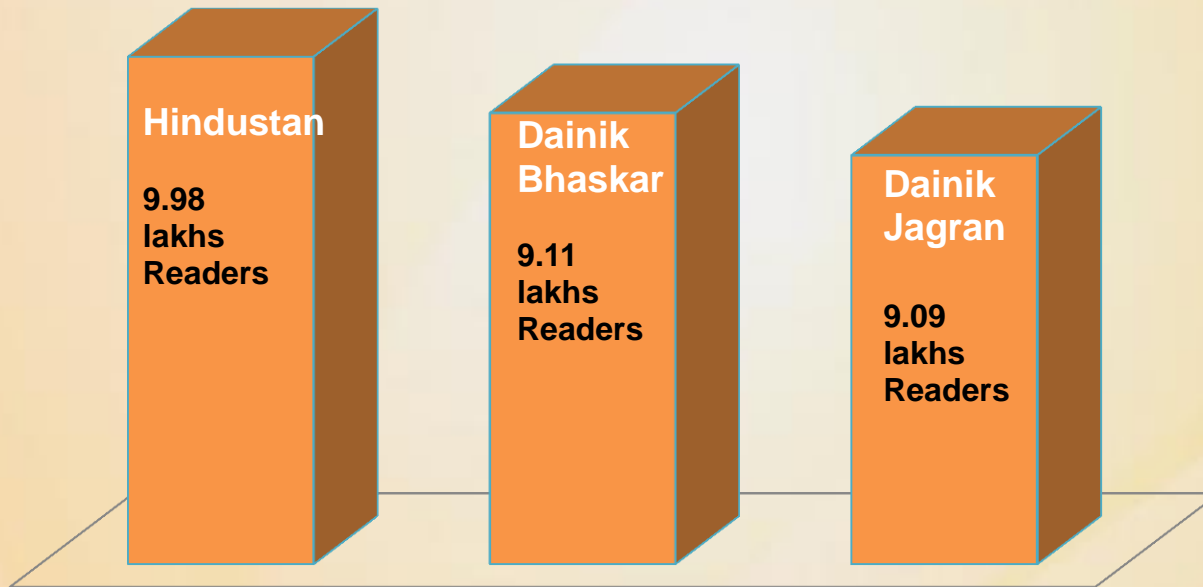 Hindustan
9.98
lakhs
Readers
Dainik
Bhaskar
9.11
lakhs
Readers
Dainik
Jagran
9.09
lakhs
Readers